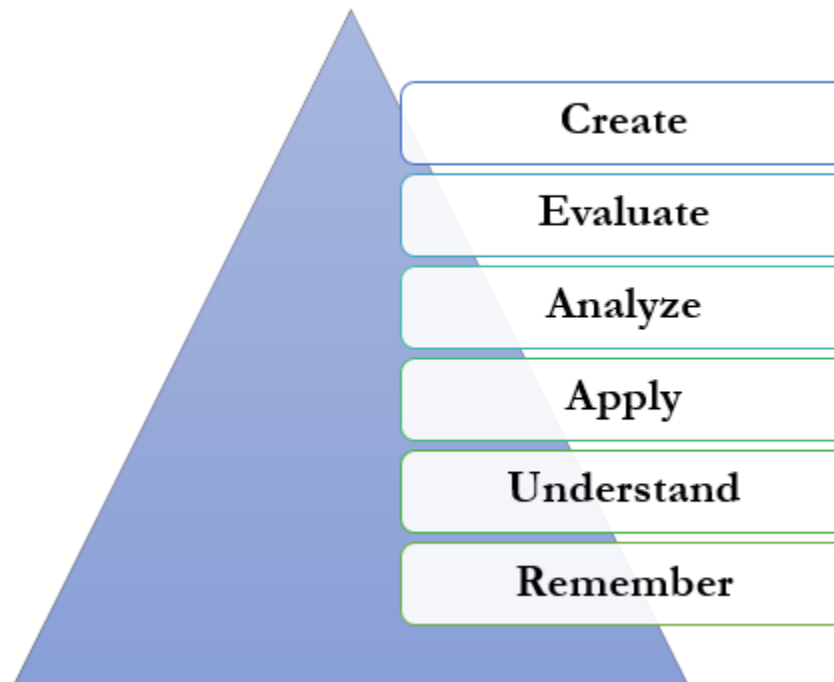 Create
Evaluate
Analyze
Apply
Understand
Remember